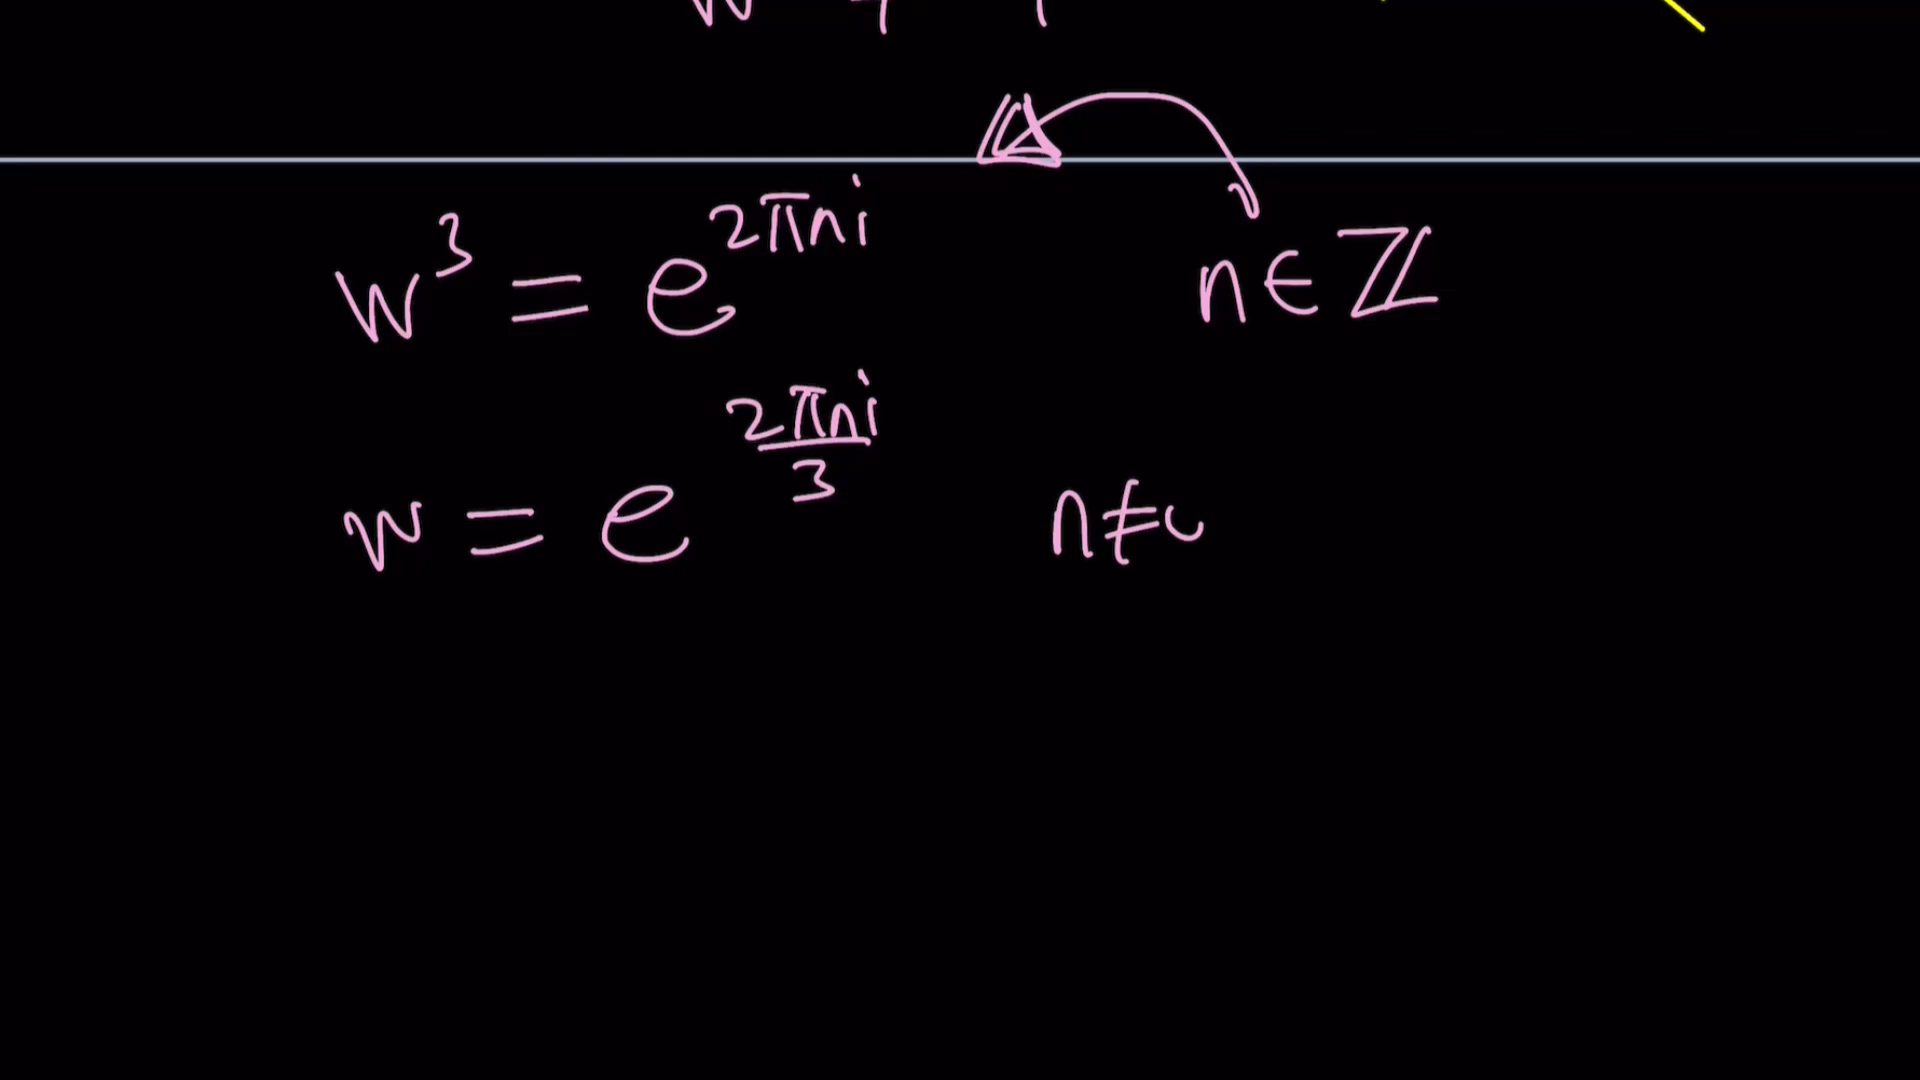 w³ = e^(2πni) n ∈ ℤ
w = e^(2πni/3) n ≠